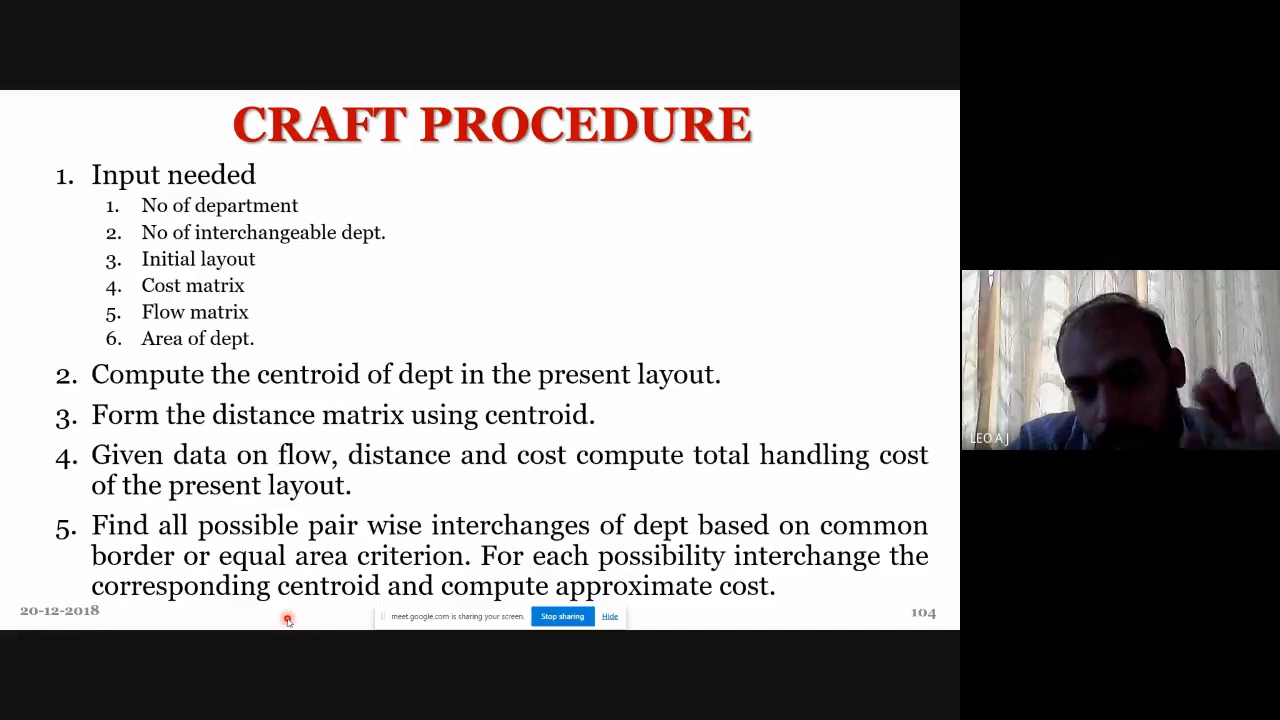 CRAFT PROCEDURE
1. Input needed
1. No of department
2. No of interchangeable dept.
3. Initial layout
4. Cost matrix
5. Flow matrix
6. Area of dept.
2. Compute the centroid of dept in the present layout.
3. Form the distance matrix using centroid.
4. Given data on flow, distance and cost compute total handling cost
of the present layout.
5. Find all possible pair wise interchanges of dept based on common
border or equal area criterion. For each possibility interchange the
corresponding centroid and compute approximate cost.
20-12-2018
meet.google.com is sharing your screen.
Stop sharing
Hide
104
LEO A J